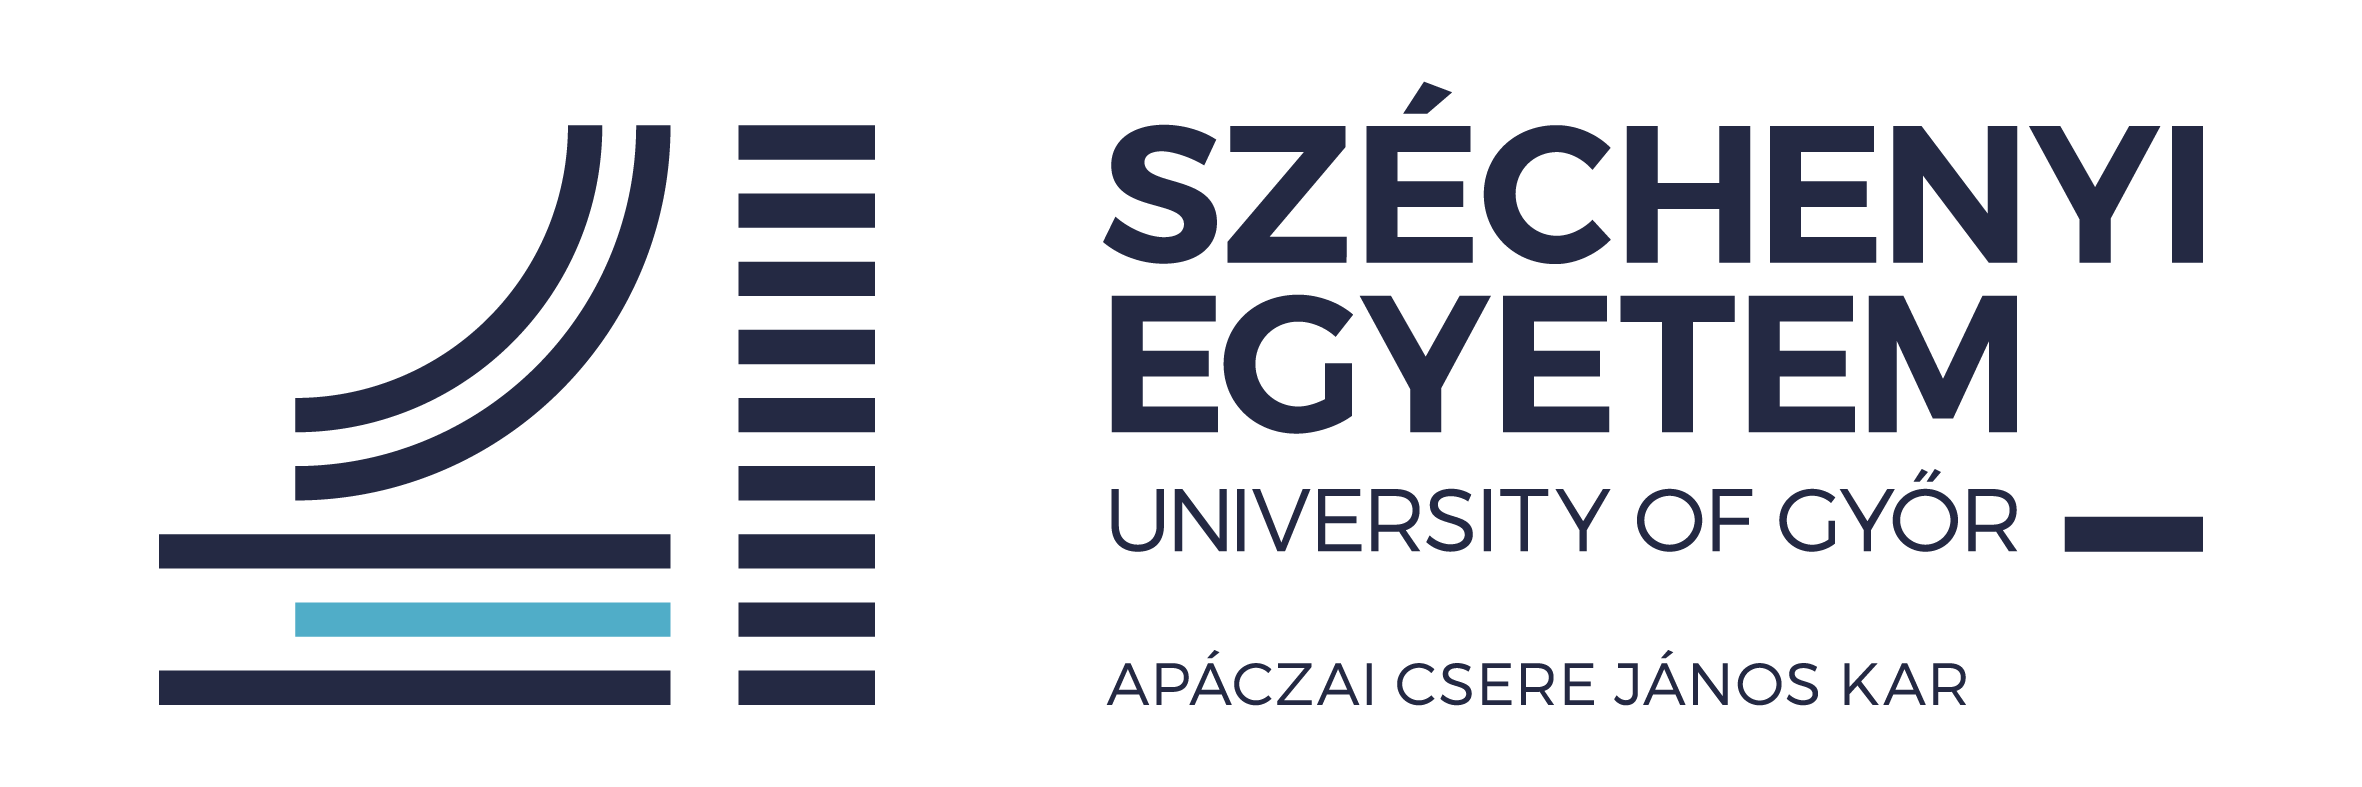 SZÉCHENYI
EGYETEM
UNIVERSITY OF GYŐR
APÁCZAI CSERE JÁNOS KAR